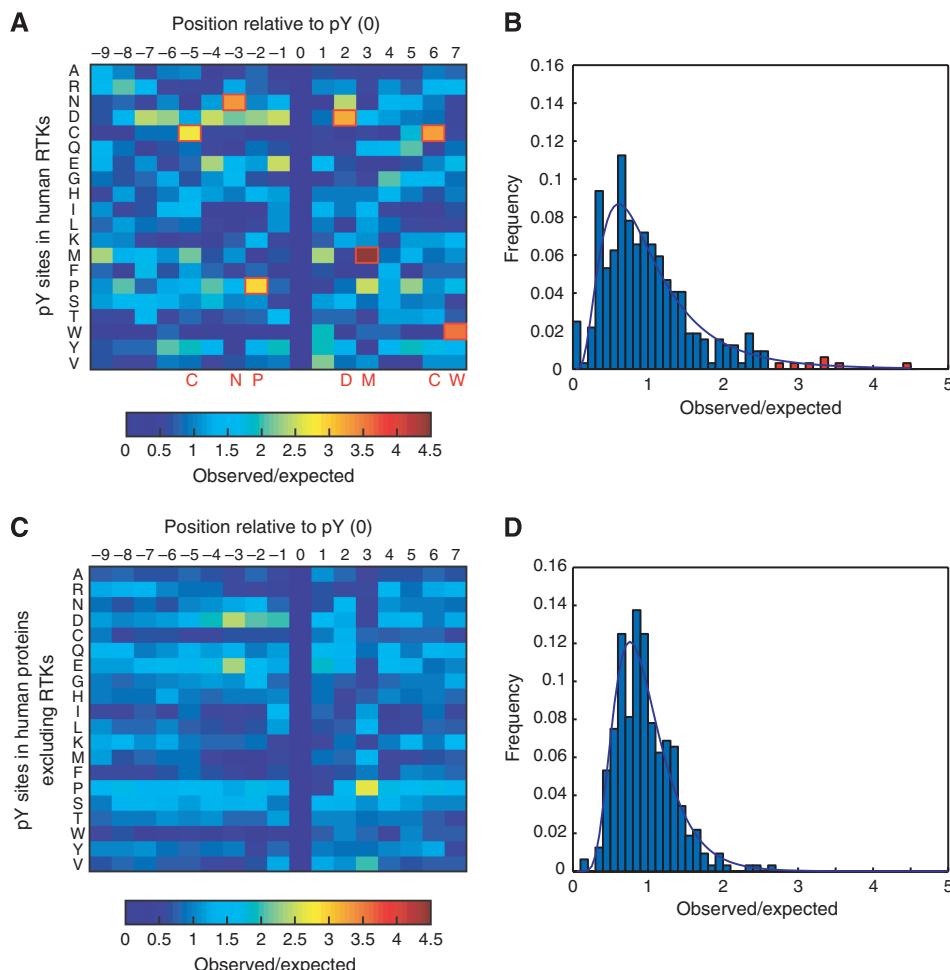 A
Position relative to pY (0)
–9 –8 –7 –6 –5 –4 –3 –2 –1 0 1 2 3 4 5 6 7
pY sites in human RTKs
A
R
N
D
C
Q
E
G
H
I
L
K
M
F
P
S
T
W
Y
V
C N P D M C W
0 0.5 1 1.5 2 2.5 3 3.5 4 4.5
Observed/expected
B
0.16
0.14
0.12
0.1
0.08
0.06
0.04
0.02
0
Frequency
0 1 2 3 4 5
Observed/expected
C
Position relative to pY (0)
–9 –8 –7 –6 –5 –4 –3 –2 –1 0 1 2 3 4 5 6 7
pY sites in human proteins
excluding RTKs
A
R
N
D
C
Q
E
G
H
I
L
K
M
F
P
S
T
W
Y
V
0 0.5 1 1.5 2 2.5 3 3.5 4 4.5
Observed/expected
D
0.16
0.14
0.12
0.1
0.08
0.06
0.04
0.02
0
Frequency
0 1 2 3 4 5
Observed/expected